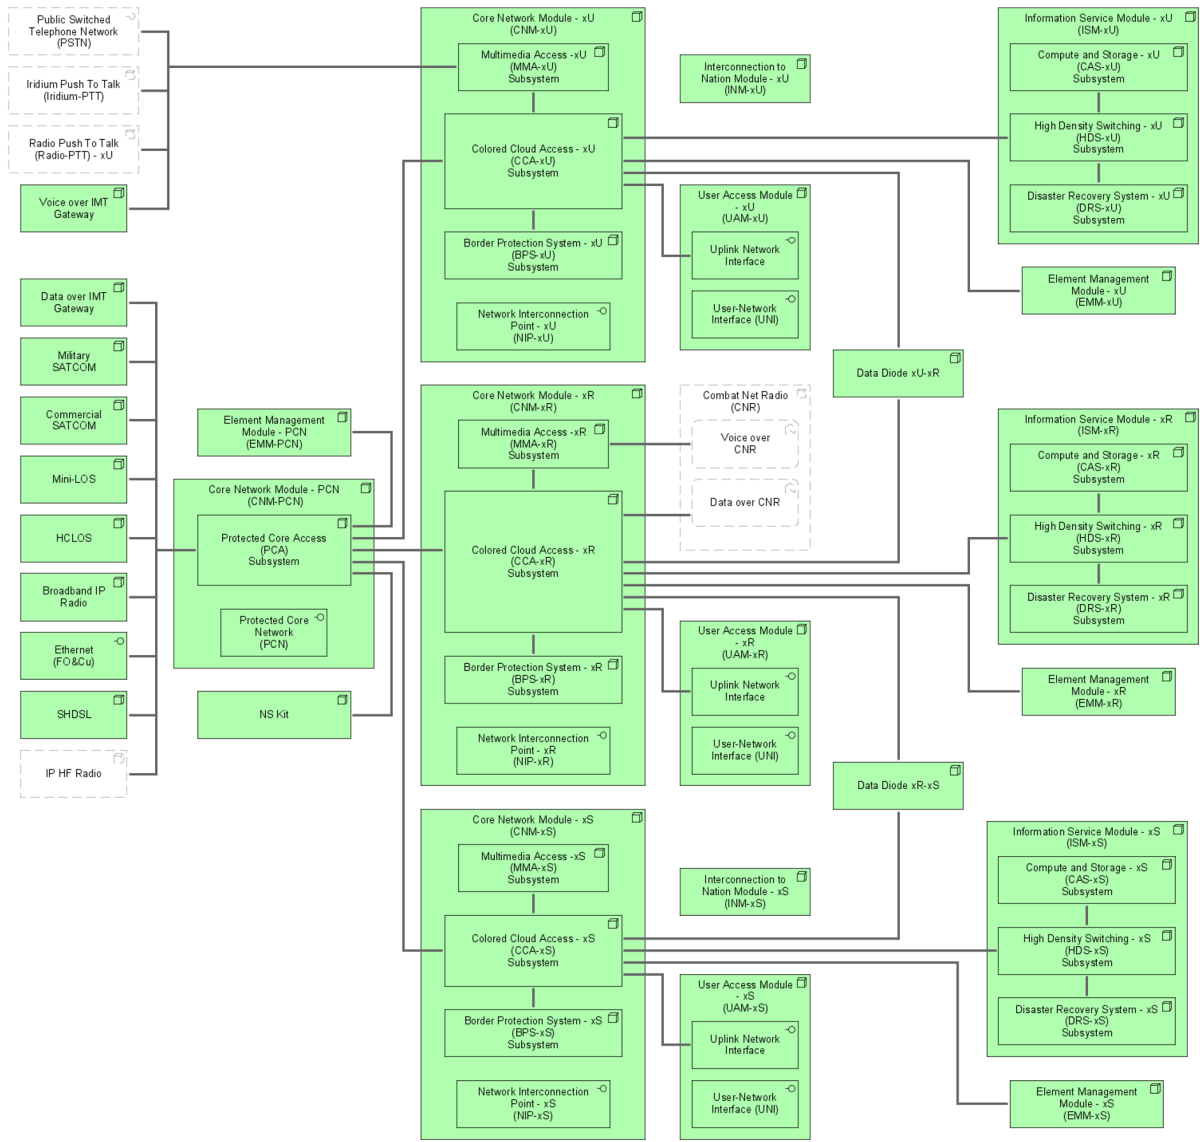 Public Switched
Telephone Network
(PSTN)
Iridium Push To Talk
(Iridium-PTT)
Radio Push To Talk
(Radio-PTT) - xU
Voice over IMT
Gateway
Data over IMT
Gateway
Military
SATCOM
Commercial
SATCOM
Mini-LOS
HCLOS
Broadband IP
Radio
Ethernet
(FO&Cu)
SHDSL
IP HF Radio
Element Management
Module - PCN
(EMM-PCN)
Core Network Module - PCN
(CNM-PCN)
Protected Core Access
(PCA)
Subsystem
Protected Core
Network
(PCN)
NS Kit
Core Network Module - xU
(CNM-xU)
Multimedia Access -xU
(MMA-xU)
Subsystem
Colored Cloud Access - xU
(CCA-xU)
Subsystem
Border Protection System - xU
(BPS-xU)
Subsystem
Network Interconnection
Point - xU
(NIP-xU)
Interconnection to
Nation Module - xU
(INM-xU)
User Access Module
- xU
(UAM-xU)
Uplink Network
Interface
User-Network
Interface (UNI)
Information Service Module - xU
(ISM-xU)
Compute and Storage - xU
(CAS-xU)
Subsystem
High Density Switching - xU
(HDS-xU)
Subsystem
Disaster Recovery System - xU
(DRS-xU)
Subsystem
Element Management
Module - xU
(EMM-xU)
Data Diode xU-xR
Core Network Module - xR
(CNM-xR)
Multimedia Access -xR
(MMA-xR)
Subsystem
Colored Cloud Access - xR
(CCA-xR)
Subsystem
Border Protection System - xR
(BPS-xR)
Subsystem
Network Interconnection
Point - xR
(NIP-xR)
Combat Net Radio
(CNR)
Voice over
CNR
Data over CNR
User Access Module
- xR
(UAM-xR)
Uplink Network
Interface
User-Network
Interface (UNI)
Information Service Module - xR
(ISM-xR)
Compute and Storage - xR
(CAS-xR)
Subsystem
High Density Switching - xR
(HDS-xR)
Subsystem
Disaster Recovery System - xR
(DRS-xR)
Subsystem
Element Management
Module - xR
(EMM-xR)
Data Diode xR-xS
Core Network Module - xS
(CNM-xS)
Multimedia Access -xS
(MMA-xS)
Subsystem
Colored Cloud Access - xS
(CCA-xS)
Subsystem
Border Protection System - xS
(BPS-xS)
Subsystem
Network Interconnection
Point - xS
(NIP-xS)
Interconnection to
Nation Module - xS
(INM-xS)
User Access Module
- xS
(UAM-xS)
Uplink Network
Interface
User-Network
Interface (UNI)
Information Service Module - xS
(ISM-xS)
Compute and Storage - xS
(CAS-xS)
Subsystem
High Density Switching - xS
(HDS-xS)
Subsystem
Disaster Recovery System - xS
(DRS-xS)
Subsystem
Element Management
Module - xS
(EMM-xS)